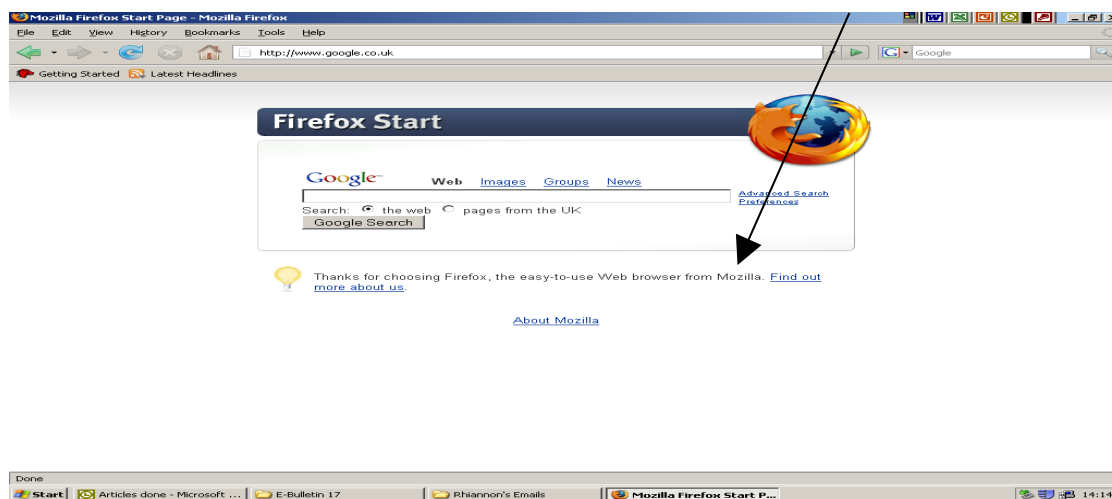 Mozilla Firefox Start Page - Mozilla Firefox
File Edit View History Bookmarks Tools Help
http://www.google.co.uk G Google
Getting Started Latest Headlines
Firefox Start
Google™ Web Images Groups News
Advanced Search
Preferences
Search: the web pages from the UK
Google Search
Thanks for choosing Firefox, the easy-to-use Web browser from Mozilla. Find out
more about us.
About Mozilla
Done
Start Articles done - Microsoft ... E-Bulletin 17 Rhiannon's Emails Mozilla Firefox Start P... 14:14